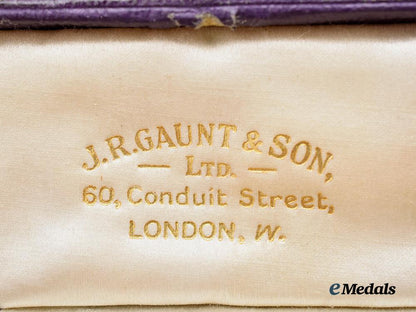 J.R.GAUNT & SON,
— LTD. —
60, Conduit Street,
LONDON, W.
eMedals